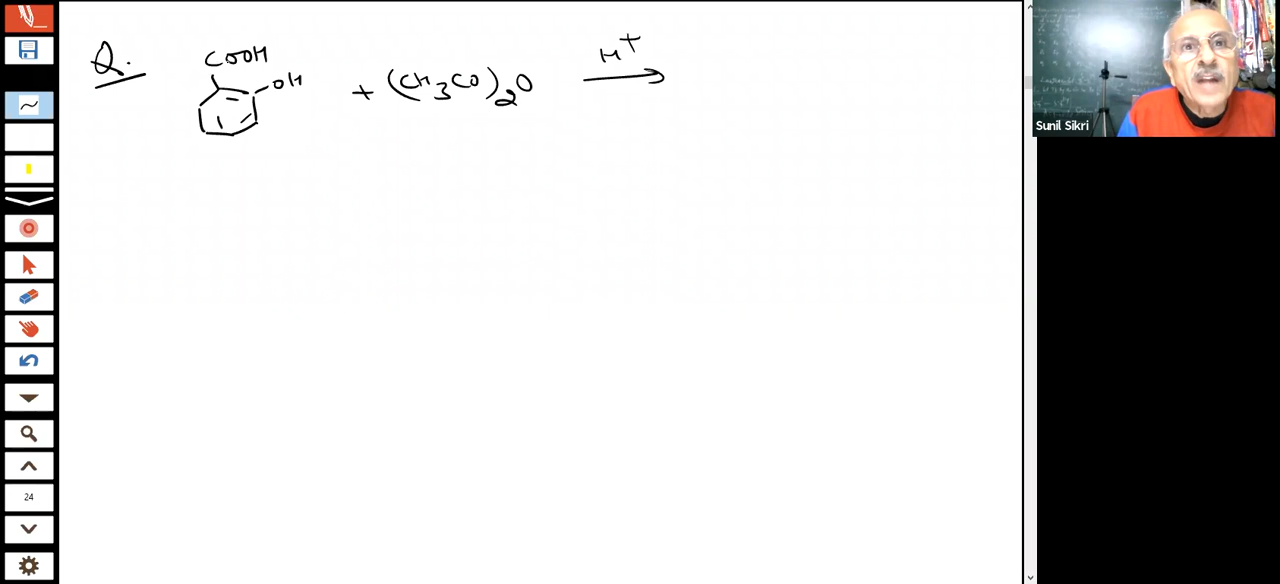 Q. COOH
OH + (CH3CO)2O H+
Sunil Sikri
24